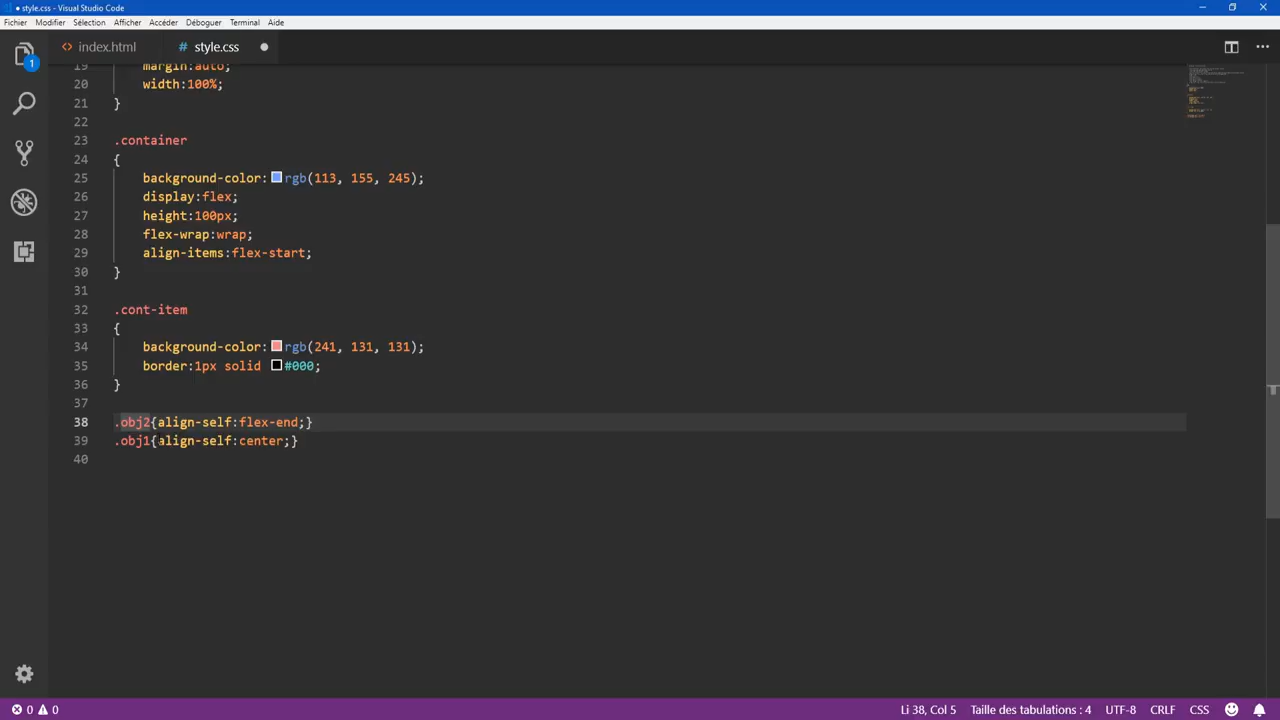 ● style.css - Visual Studio Code
Fichier Modifier Sélection Afficher Accéder Déboguer Terminal Aide
<> index.html # style.css ●
1
19 margin:auto;
20 width:100%;
21 }
22
23 .container
24 {
25 background-color: rgb(113, 155, 245);
26 display:flex;
27 height:100px;
28 flex-wrap:wrap;
29 align-items:flex-start;
30 }
31
32 .cont-item
33 {
34 background-color: rgb(241, 131, 131);
35 border:1px solid #000;
36 }
37
38 .obj2{align-self:flex-end;}
39 .obj1{align-self:center;}
40
0 0 Li 38, Col 5 Taille des tabulations : 4 UTF-8 CRLF CSS